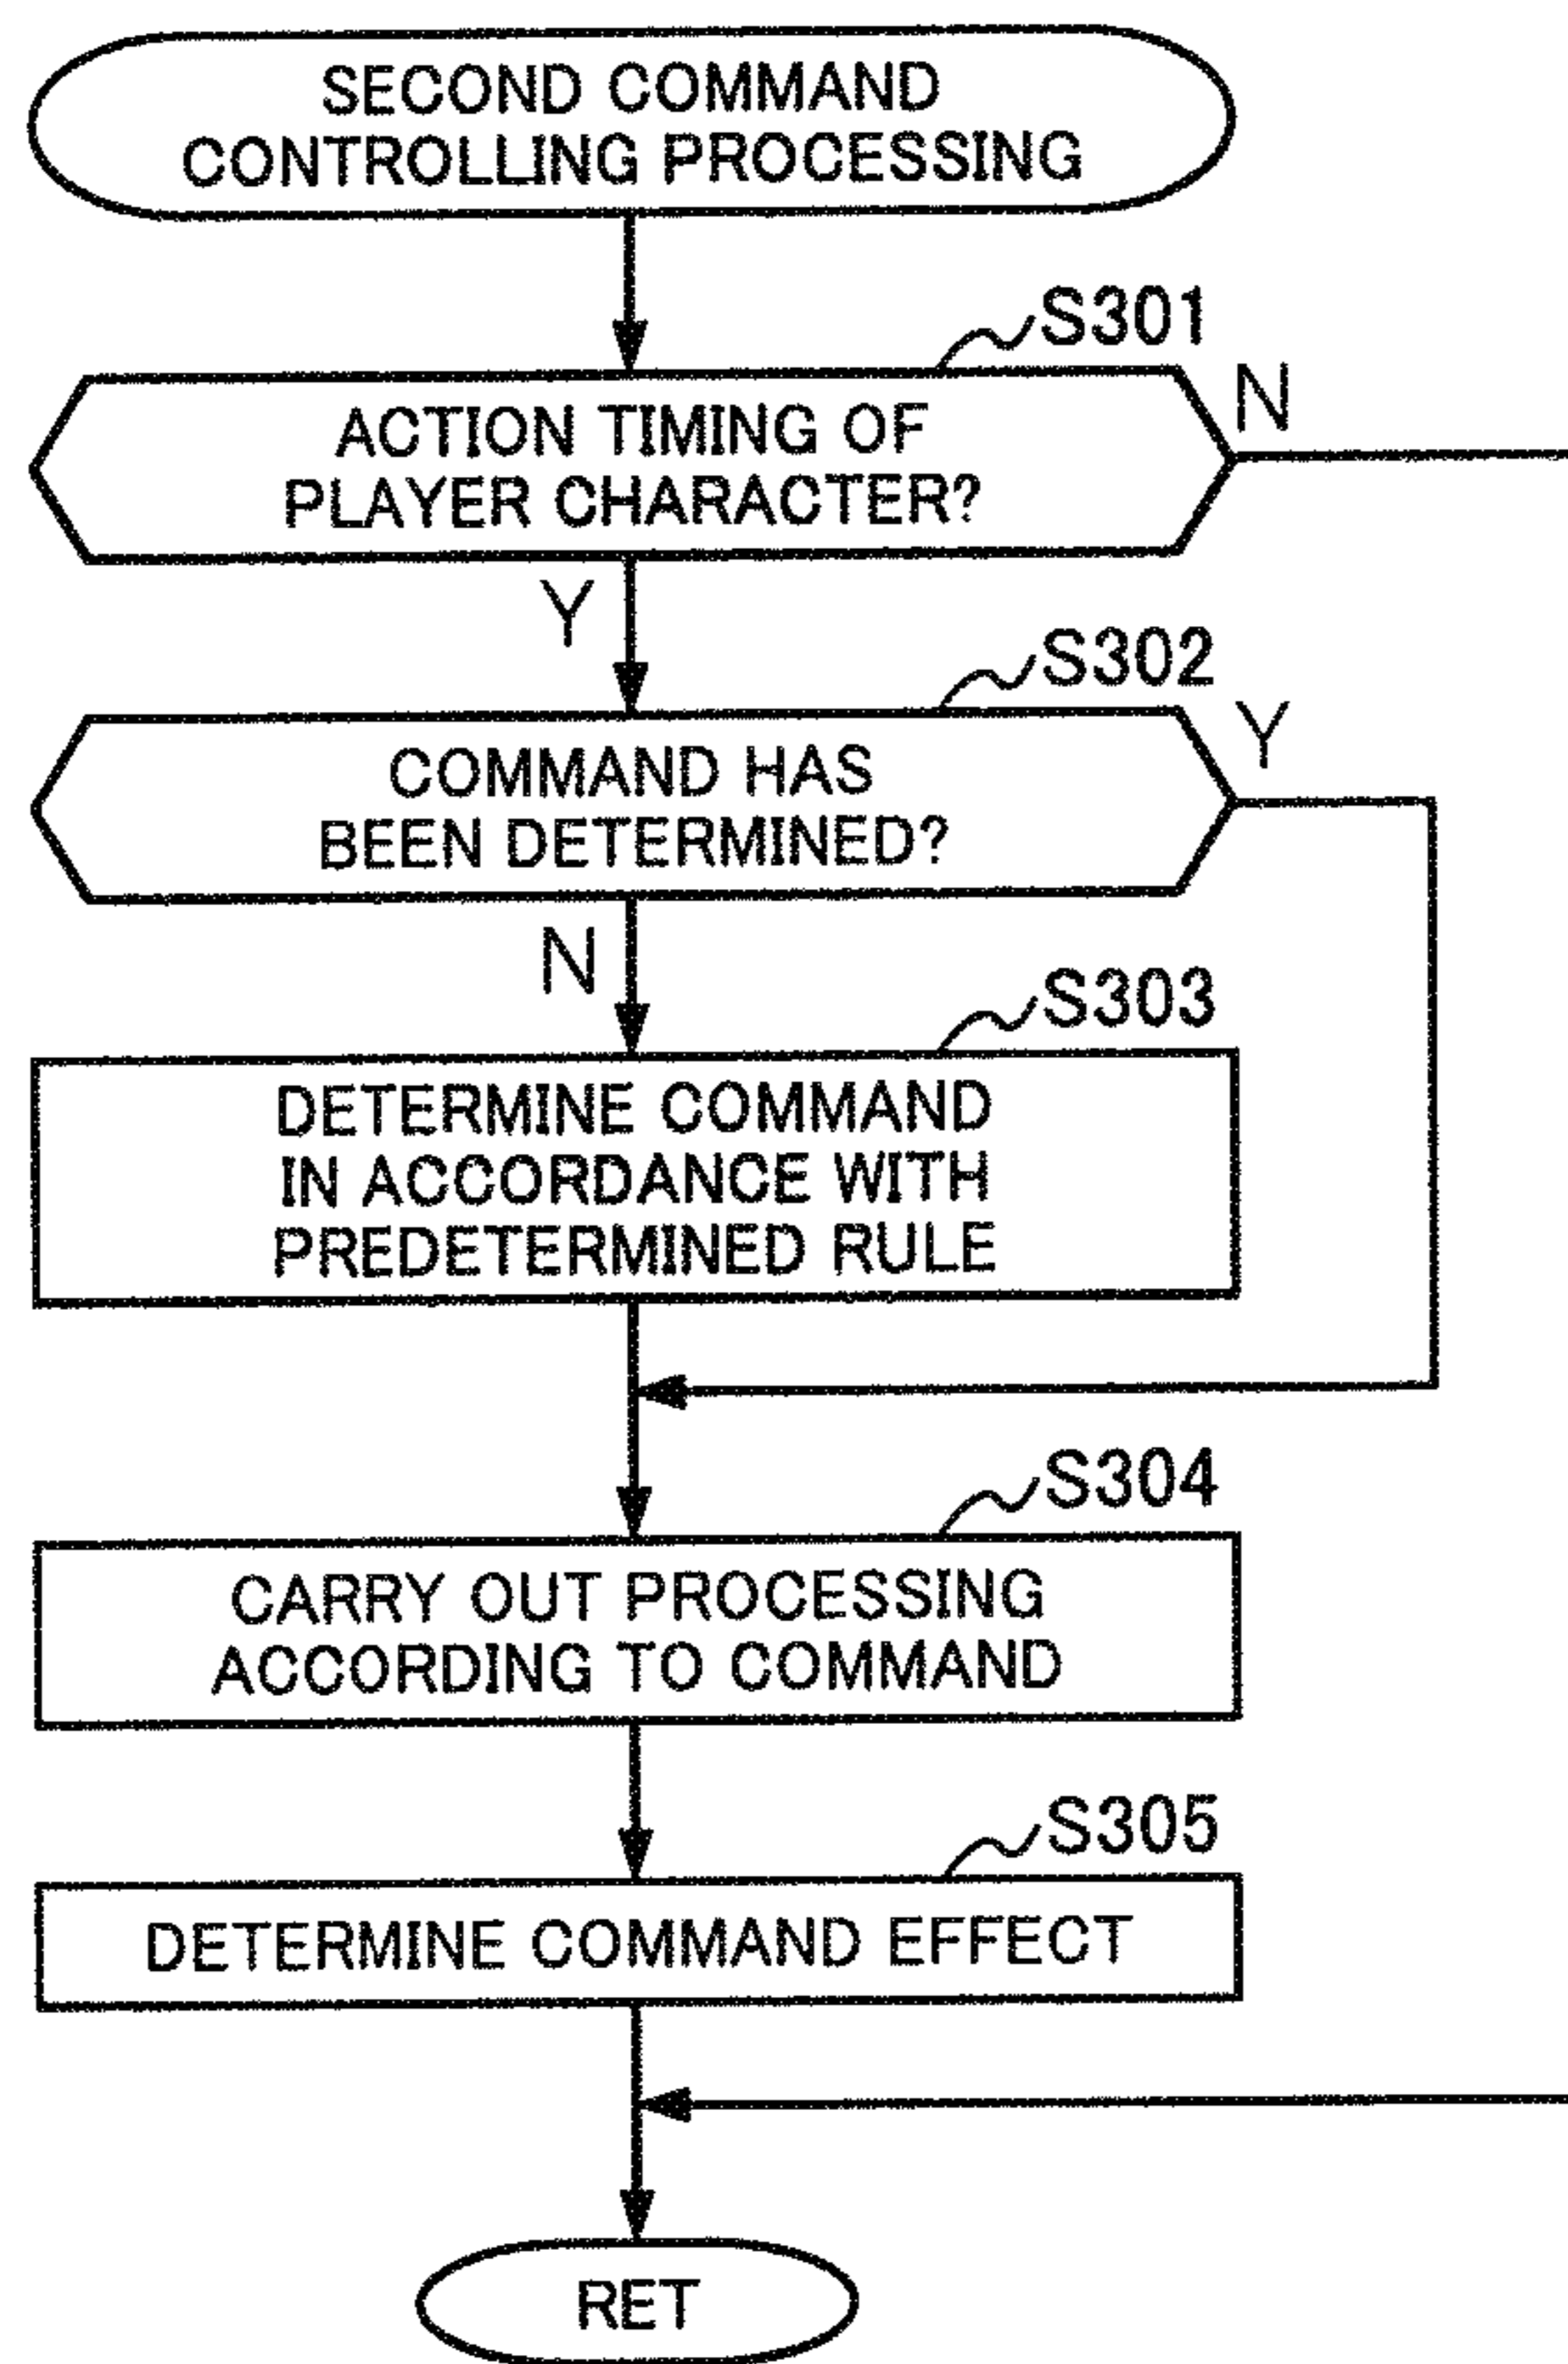 SECOND COMMAND
CONTROLLING PROCESSING
S301
ACTION TIMING OF
PLAYER CHARACTER?
N
Y
S302
COMMAND HAS
BEEN DETERMINED?
Y
N
S303
DETERMINE COMMAND
IN ACCORDANCE WITH
PREDETERMINED RULE
S304
CARRY OUT PROCESSING
ACCORDING TO COMMAND
S305
DETERMINE COMMAND EFFECT
RET